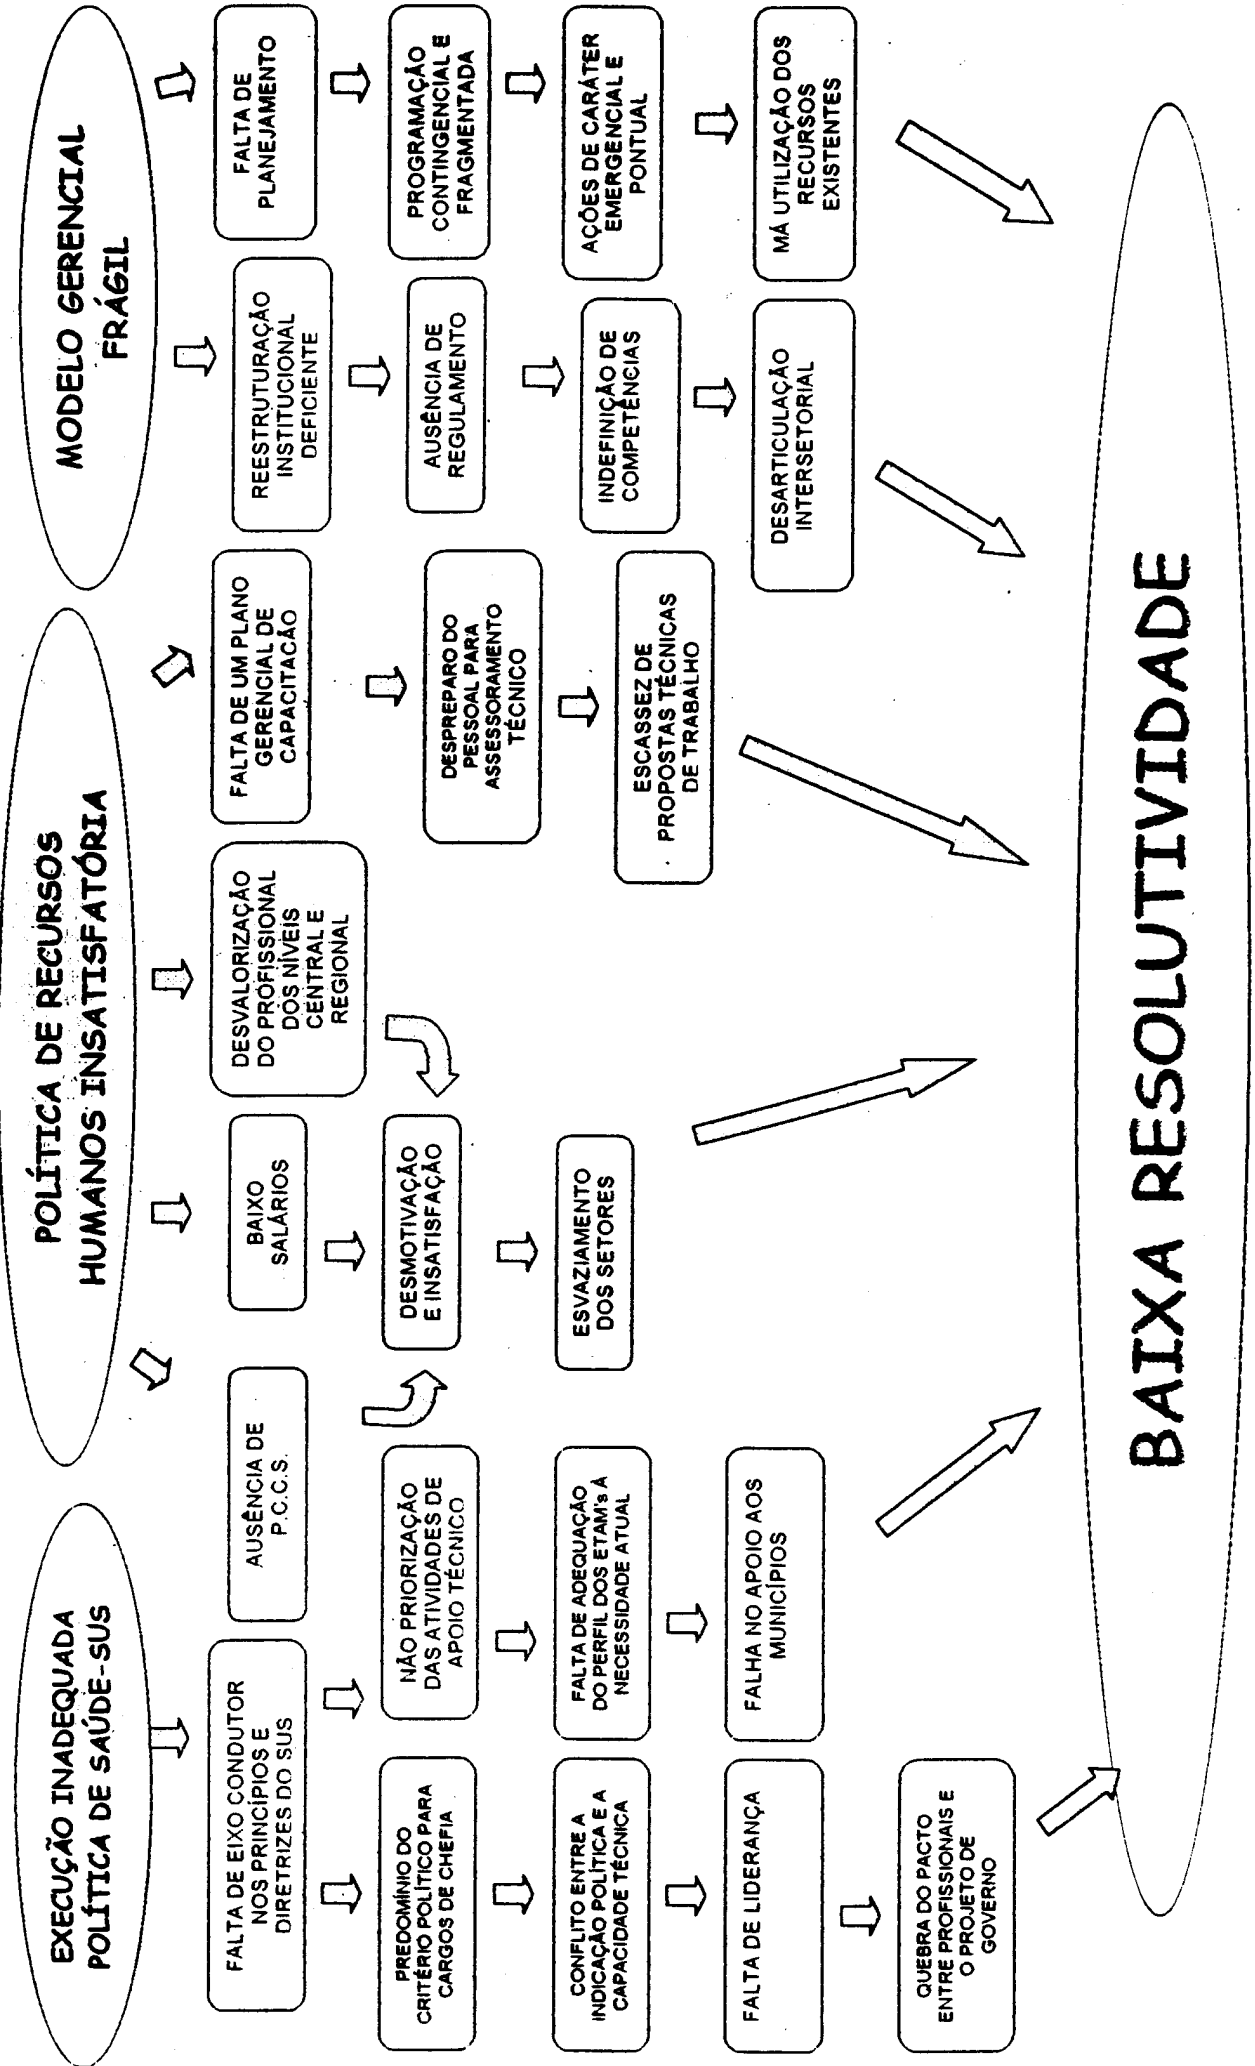 EXECUÇÃO INADEQUADA
POLÍTICA DE SAÚDE-SUS
POLÍTICA DE RECURSOS
HUMANOS INSATISFATÓRIA
MODELO GERENCIAL
FRÁGIL
FALTA DE EIXO CONDUTOR
NOS PRINCÍPIOS E
DIRETRIZES DO SUS
AUSÊNCIA DE
P.C.C.S.
BAIXO
SALÁRIOS
DESVALORIZAÇÃO
DO PROFISSIONAL
DOS NÍVEIS
CENTRAL E
REGIONAL
FALTA DE UM PLANO
GERENCIAL DE
CAPACITACÃO
REESTRUTURAÇÃO
INSTITUCIONAL
DEFICIENTE
FALTA DE
PLANEJAMENTO
PREDOMÍNIO DO
CRITÉRIO POLÍTICO PARA
CARGOS DE CHEFIA
NÃO PRIORIZAÇÃO
DAS ATIVIDADES DE
APOIO TÉCNICO
DESMOTIVAÇÃO
E INSATISFAÇÃO
DESPREPARO DO
PESSOAL PARA
ASSESSORAMENTO
TÉCNICO
AUSÊNCIA DE
REGULAMENTO
PROGRAMAÇÃO
CONTINGENCIAL E
FRAGMENTADA
CONFLITO ENTRE A
INDICAÇÃO POLÍTICA E A
CAPACIDADE TÉCNICA
FALTA DE ADEQUAÇÃO
DO PERFIL DOS ETAM's À
NECESSIDADE ATUAL
ESVAZIAMENTO
DOS SETORES
ESCASSEZ DE
PROPOSTAS TÉCNICAS
DE TRABALHO
INDEFINIÇÃO DE
COMPETÊNCIAS
AÇÕES DE CARÁTER
EMERGENCIAL E
PONTUAL
FALTA DE LIDERANÇA
FALHA NO APOIO AOS
MUNICÍPIOS
DESARTICULAÇÃO
INTERSETORIAL
MÁ UTILIZAÇÃO DOS
RECURSOS
EXISTENTES
QUEBRA DO PACTO
ENTRE PROFISSIONAIS E
O PROJETO DE
GOVERNO
BAIXA RESOLUTIVIDADE